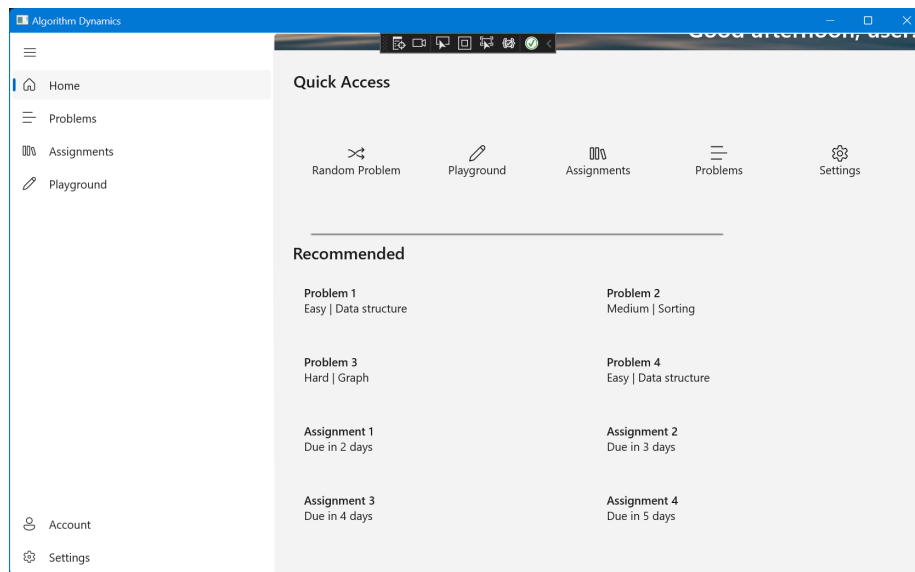 Algorithm Dynamics
Good afternoon, user!
Home
Problems
Assignments
Playground
Account
Settings
Quick Access
Random Problem
Playground
Assignments
Problems
Settings
Recommended
Problem 1
Easy | Data structure
Problem 2
Medium | Sorting
Problem 3
Hard | Graph
Problem 4
Easy | Data structure
Assignment 1
Due in 2 days
Assignment 2
Due in 3 days
Assignment 3
Due in 4 days
Assignment 4
Due in 5 days